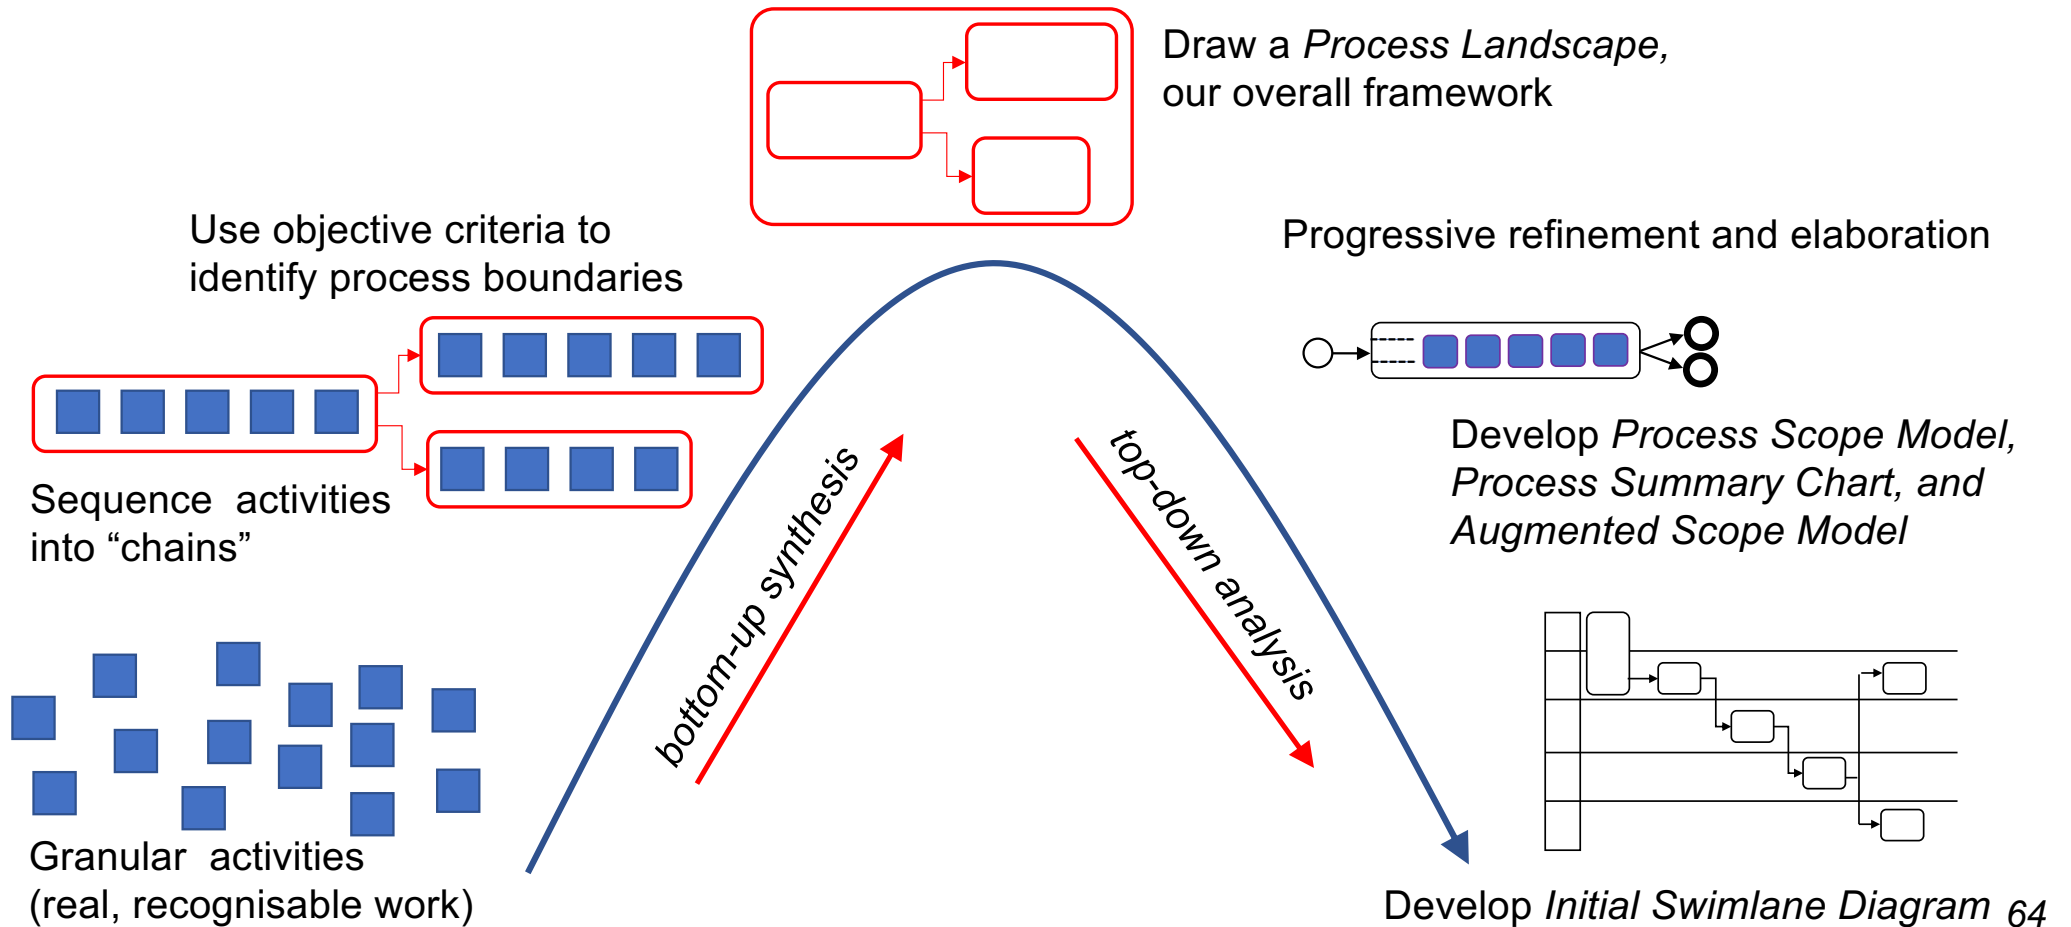 Draw a Process Landscape,
our overall framework
Use objective criteria to
identify process boundaries
Progressive refinement and elaboration
Sequence activities
into “chains”
bottom-up synthesis
top-down analysis
Develop Process Scope Model,
Process Summary Chart, and
Augmented Scope Model
Granular activities
(real, recognisable work)
Develop Initial Swimlane Diagram
64